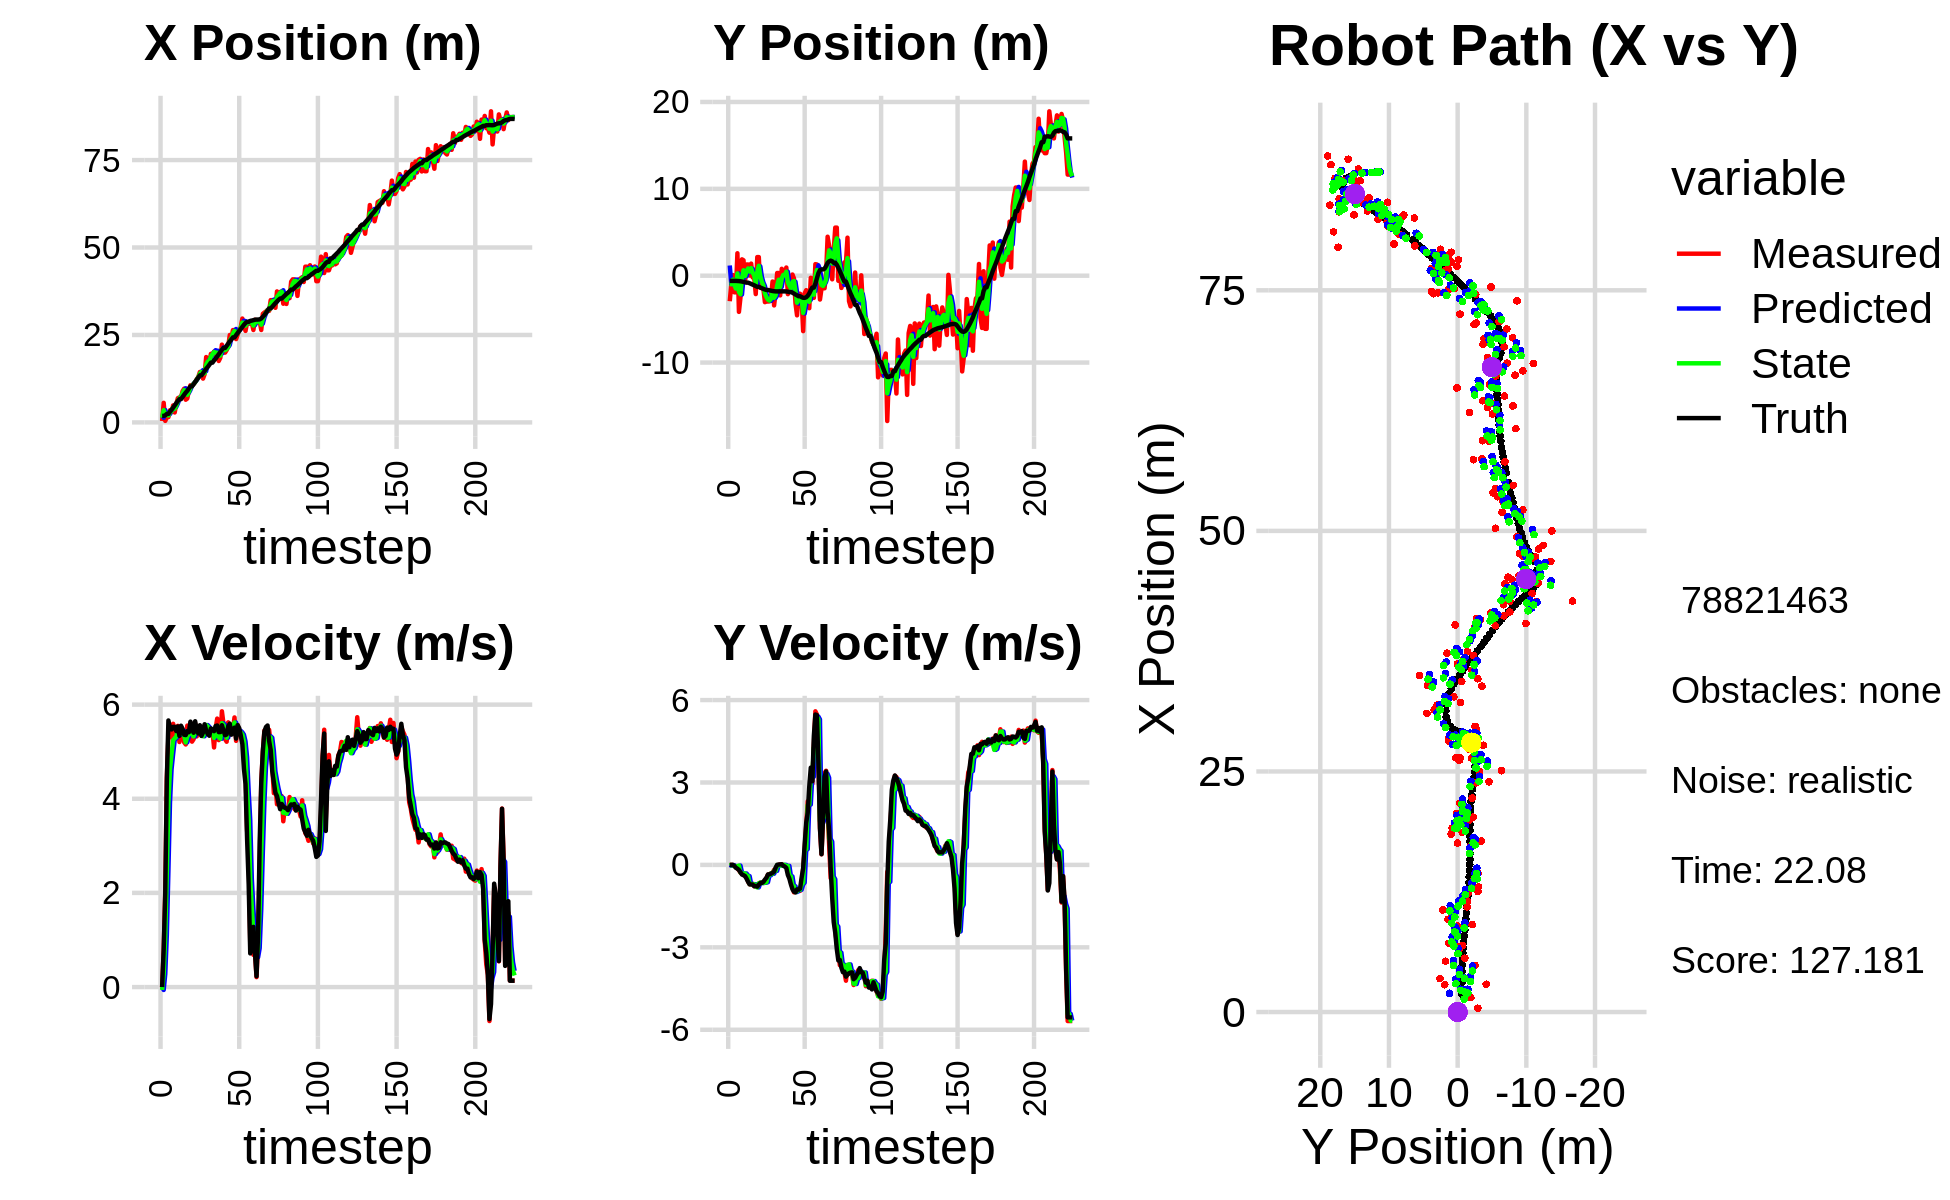 X Position (m)
75
50
25
0
0
50
100
150
200
timestep
Y Position (m)
20
10
0
-10
0
50
100
150
200
timestep
X Velocity (m/s)
6
4
2
0
0
50
100
150
200
timestep
Y Velocity (m/s)
6
3
0
-3
-6
0
50
100
150
200
timestep
Robot Path (X vs Y)
X Position (m)
75
50
25
0
20 10 0 -10 -20
Y Position (m)
variable
Measured
Predicted
State
Truth
78821463
Obstacles: none
Noise: realistic
Time: 22.08
Score: 127.181